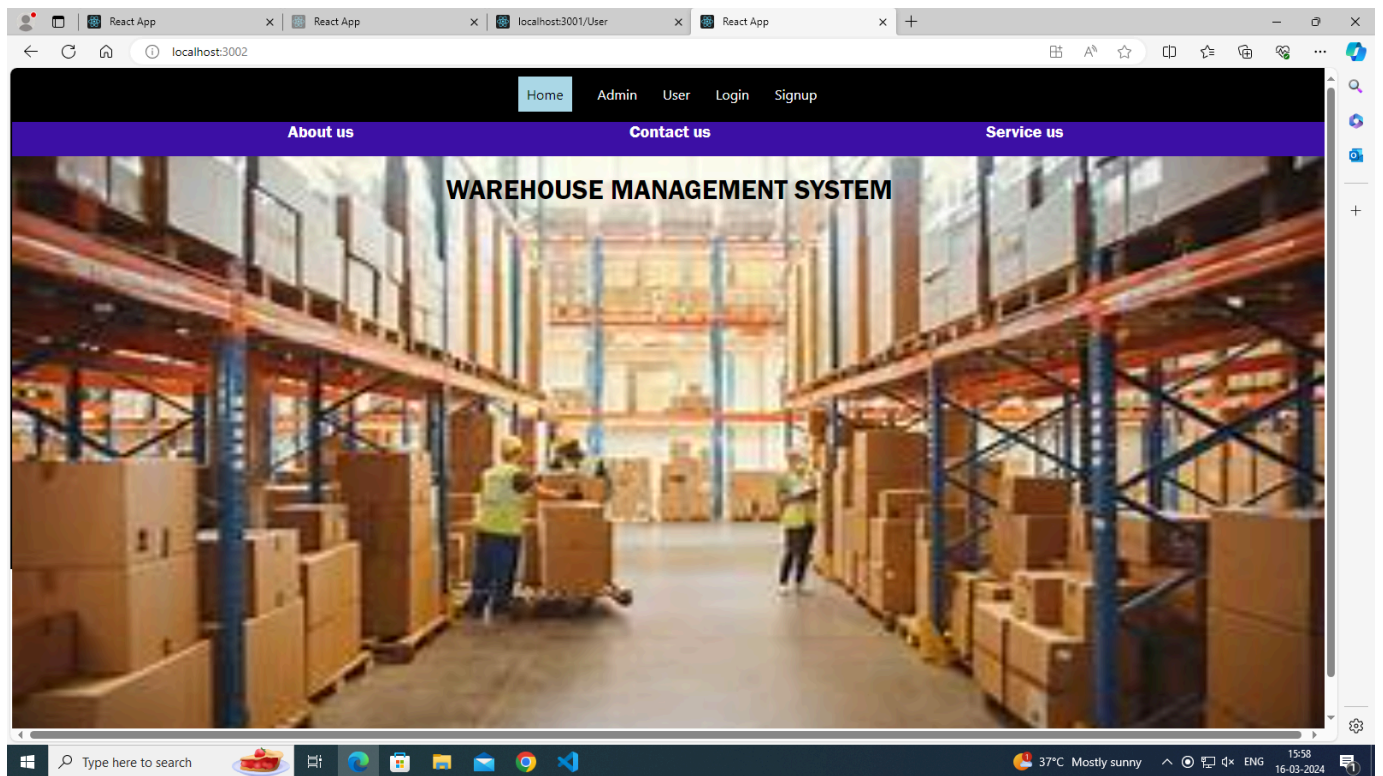 React App
React App
localhost:3001/User
React App
localhost:3002
Home Admin User Login Signup
About us Contact us Service us
WAREHOUSE MANAGEMENT SYSTEM
Type here to search
37°C Mostly sunny
ENG
15:58
16-03-2024
1
1